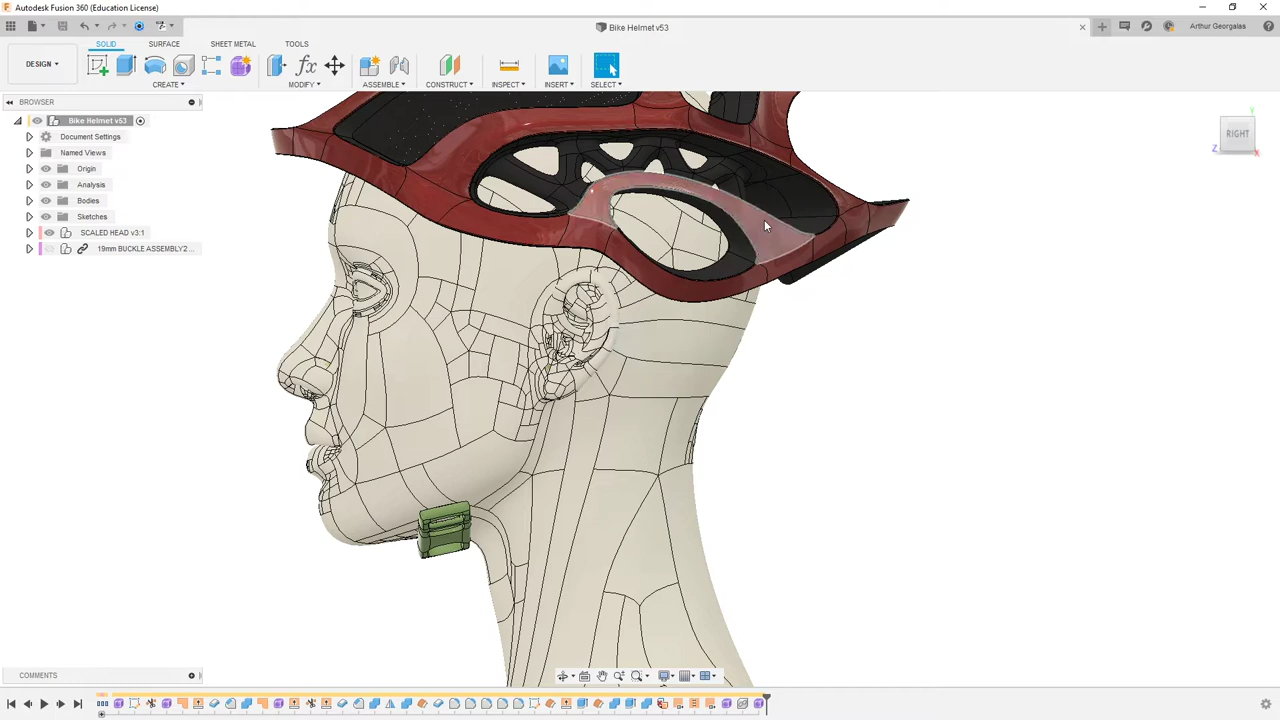 Autodesk Fusion 360 (Education License)
Bike Helmet v53
Arthur Georgalas
DESIGN
SOLID SURFACE SHEET METAL TOOLS
CREATE MODIFY ASSEMBLE CONSTRUCT INSPECT INSERT SELECT
BROWSER
Bike Helmet v53
Document Settings
Named Views
Origin
Analysis
Bodies
Sketches
SCALED HEAD v3:1
19mm BUCKLE ASSEMBLY2...
Y
RIGHT
Z
X
COMMENTS